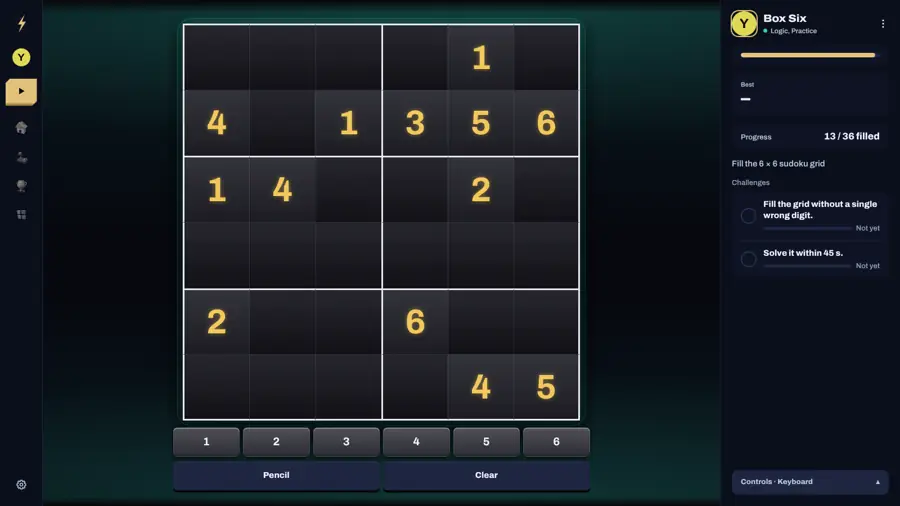 Y
Y
Box Six
Logic, Practice
Best
Progress 13 / 36 filled
Fill the 6 × 6 sudoku grid
Challenges
Fill the grid without a single
wrong digit.
Not yet
Solve it within 45 s.
Not yet
Controls · Keyboard
1
4 1 3 5 6
1 4 2
2 6
4 5
1 2 3 4 5 6
Pencil Clear